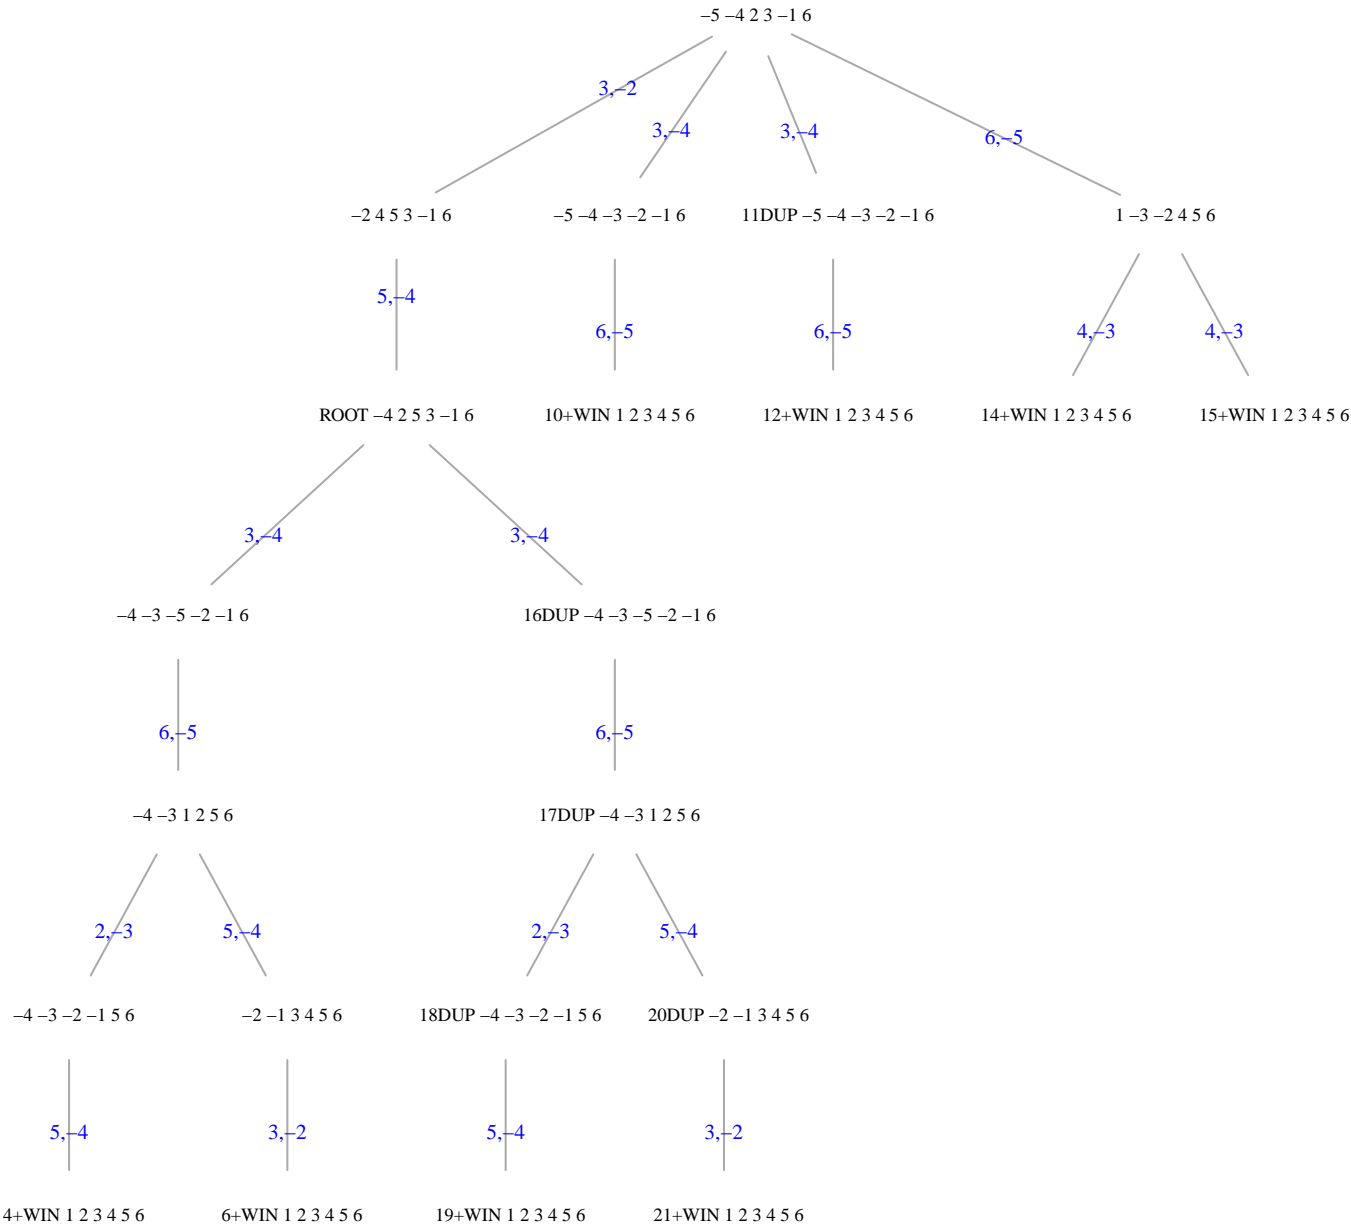 –5 –4 2 3 –1 6
3,–2
3,–4
3,–4
6,–5
–2 4 5 3 –1 6
–5 –4 –3 –2 –1 6
11DUP –5 –4 –3 –2 –1 6
1 –3 –2 4 5 6
5,–4
6,–5
6,–5
4,–3
4,–3
ROOT –4 2 5 3 –1 6
10+WIN 1 2 3 4 5 6
12+WIN 1 2 3 4 5 6
14+WIN 1 2 3 4 5 6
15+WIN 1 2 3 4 5 6
3,–4
3,–4
–4 –3 –5 –2 –1 6
16DUP –4 –3 –5 –2 –1 6
6,–5
6,–5
–4 –3 1 2 5 6
17DUP –4 –3 1 2 5 6
2,–3
5,–4
2,–3
5,–4
–4 –3 –2 –1 5 6
–2 –1 3 4 5 6
18DUP –4 –3 –2 –1 5 6
20DUP –2 –1 3 4 5 6
5,–4
3,–2
5,–4
3,–2
4+WIN 1 2 3 4 5 6
6+WIN 1 2 3 4 5 6
19+WIN 1 2 3 4 5 6
21+WIN 1 2 3 4 5 6